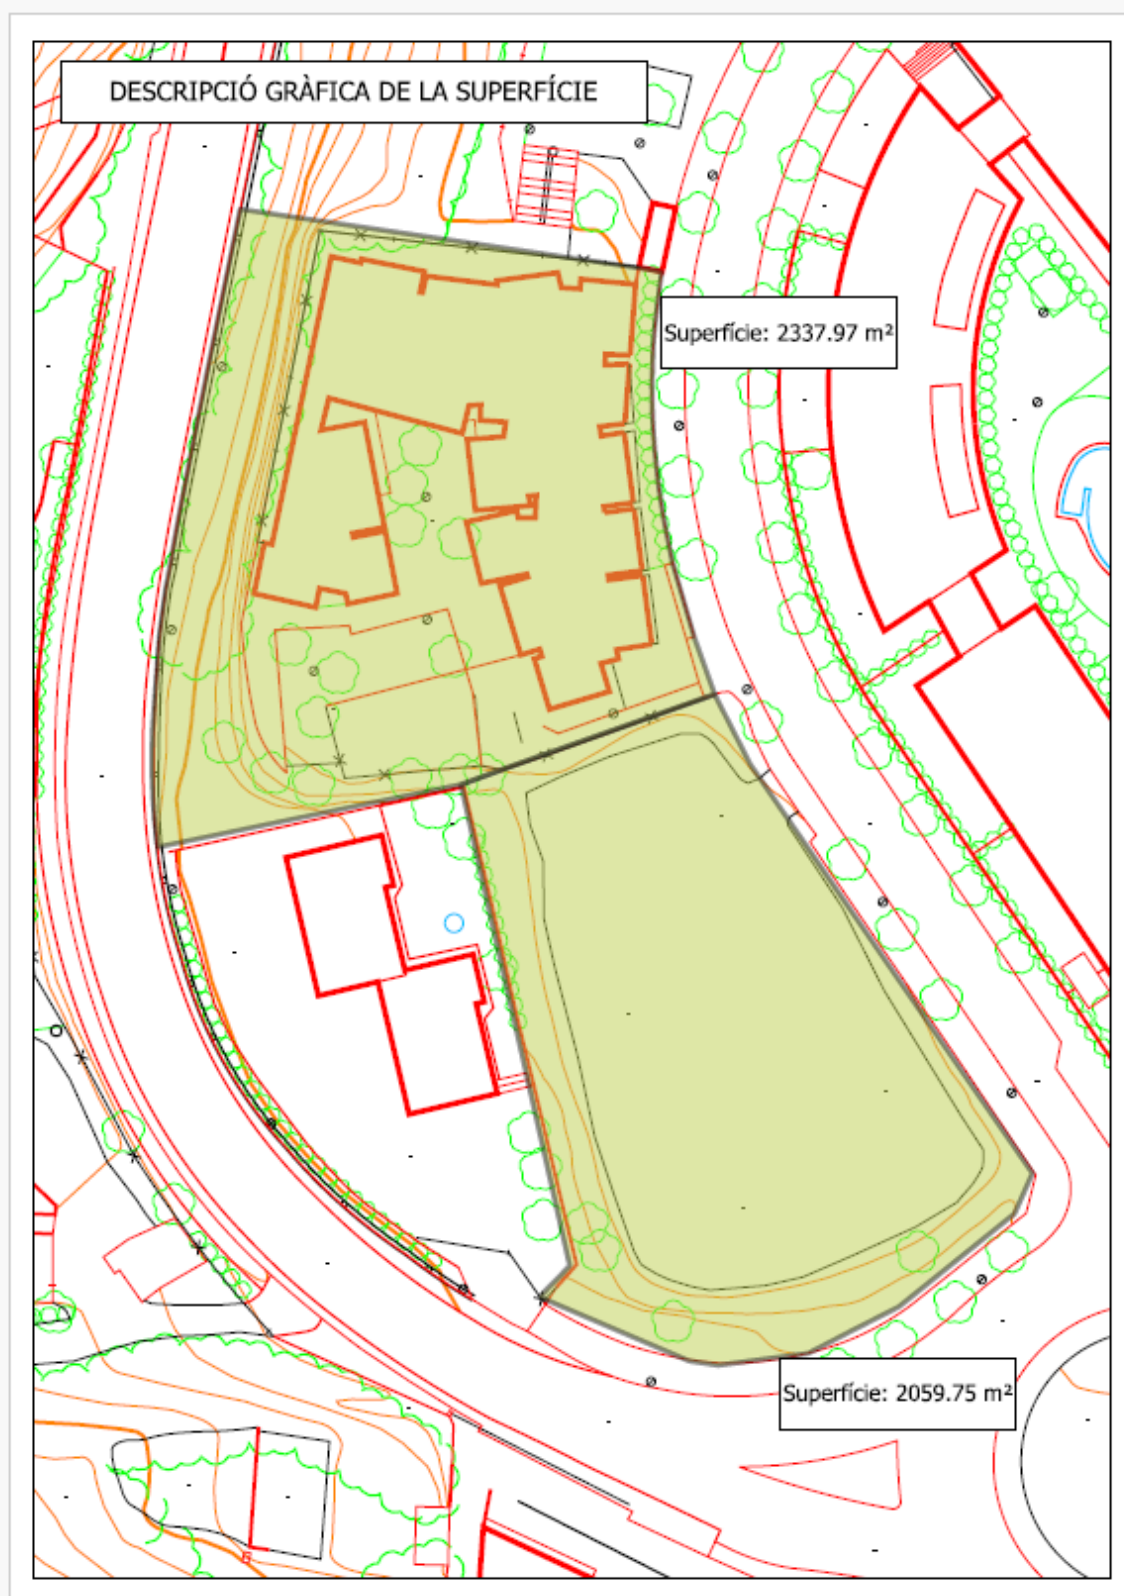 DESCRIPCIÓ GRÀFICA DE LA SUPERFÍCIE
Superfície: 2337.97 m²
Superfície: 2059.75 m²